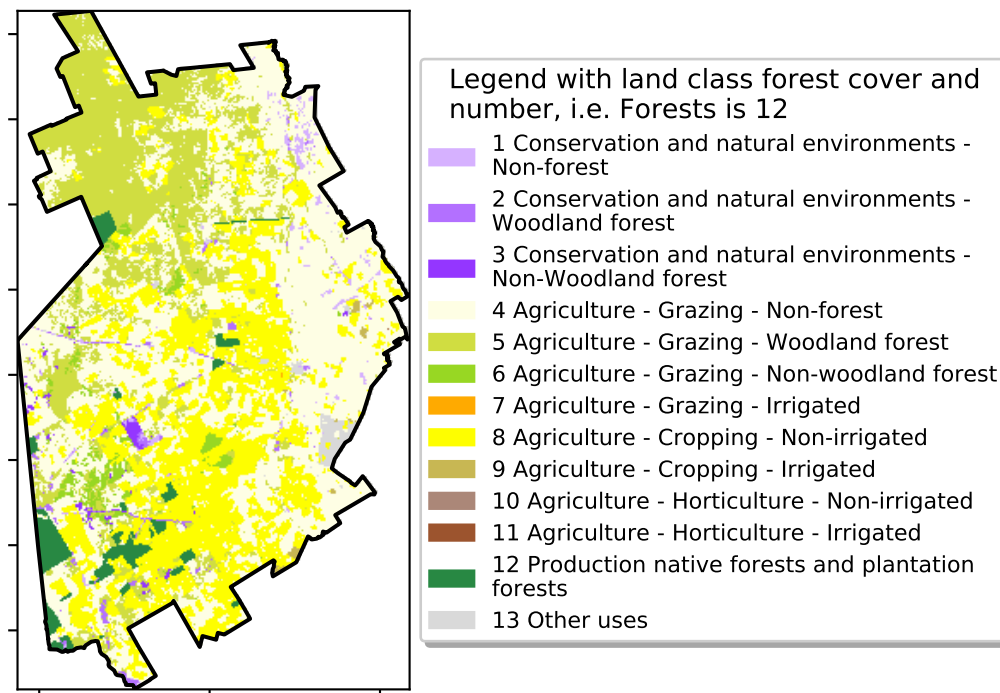 Legend with land class forest cover and
number, i.e. Forests is 12
1 Conservation and natural environments -
Non-forest
2 Conservation and natural environments -
Woodland forest
3 Conservation and natural environments -
Non-Woodland forest
4 Agriculture - Grazing - Non-forest
5 Agriculture - Grazing - Woodland forest
6 Agriculture - Grazing - Non-woodland forest
7 Agriculture - Grazing - Irrigated
8 Agriculture - Cropping - Non-irrigated
9 Agriculture - Cropping - Irrigated
10 Agriculture - Horticulture - Non-irrigated
11 Agriculture - Horticulture - Irrigated
12 Production native forests and plantation
forests
13 Other uses